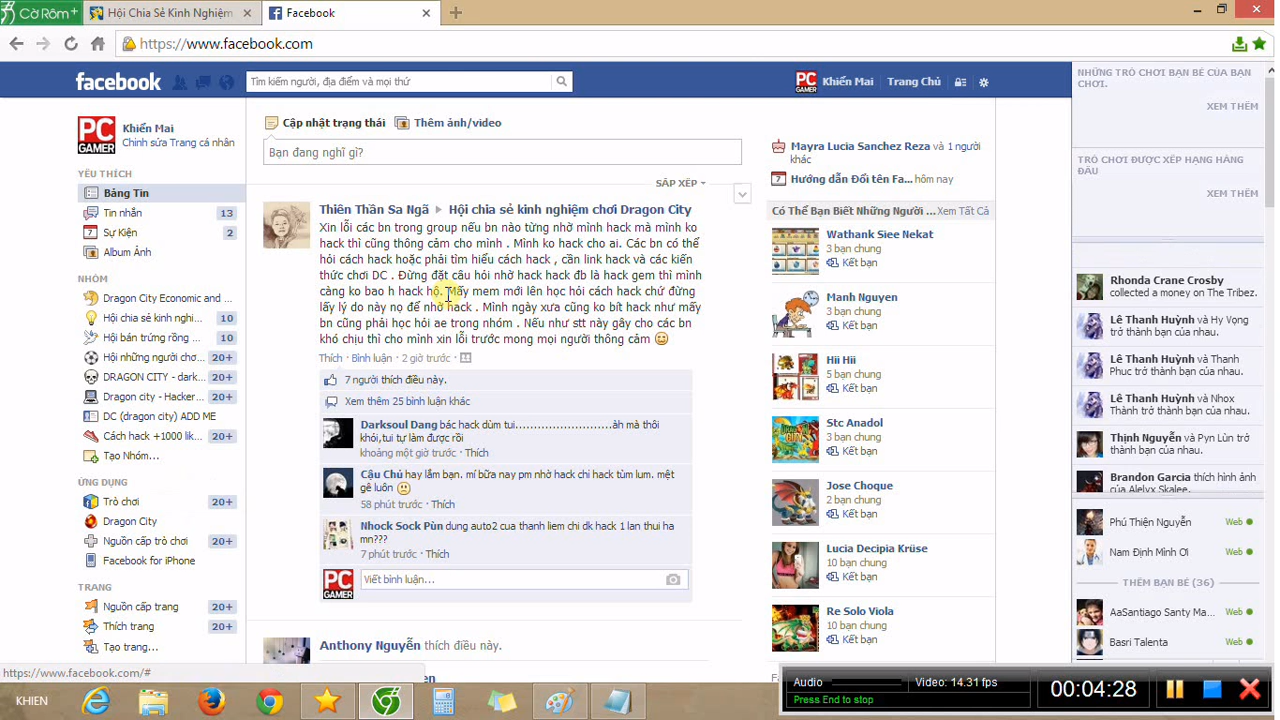 Cờ Rôm+
Hội Chia Sẻ Kinh Nghiệm
Facebook
https://www.facebook.com
facebook
Tìm kiếm người, địa điểm và mọi thứ
PC GAMER
Khiển Mai
Trang Chủ
PC GAMER
Khiển Mai
Chỉnh sửa Trang cá nhân
YÊU THÍCH
Bảng Tin
Tin nhắn 13
Sự Kiện 2
Album Ảnh
NHÓM
Dragon City Economic and ...
Hội chia sẻ kinh nghi... 10
Hội bán trứng rồng ... 10
Hội những người chơ... 20+
DRAGON CITY - dark... 20+
Dragon city - Hacker... 20+
DC (dragon city) ADD ME
Cách hack +1000 lik... 20+
Tạo Nhóm...
ỨNG DỤNG
Trò chơi 20+
Dragon City
Nguồn cấp trò chơi 20+
Facebook for iPhone
TRANG
Nguồn cấp trang 20+
Thích trang 20+
Tạo trang...
https://www.facebook.com/#
Cập nhật trạng thái
Thêm ảnh/video
Bạn đang nghĩ gì?
SẮP XẾP
Thiên Thần Sa Ngã
Hội chia sẻ kinh nghiệm chơi Dragon City
Xin lỗi các bn trong group nếu bn nào từng nhờ mình hack mà mình ko
hack thì cũng thông cảm cho mình . Mình ko hack cho ai. Các bn có thể
hỏi cách hack hoặc phải tìm hiểu cách hack , cần link hack và các kiến
thức chơi DC . Đừng đặt câu hỏi nhờ hack hack đb là hack gem thì mình
càng ko bao h hack hộ. Mấy mem mới lên học hỏi cách hack chứ đừng
lấy lý do này nọ để nhờ hack . Mình ngày xưa cũng ko bít hack như mấy
bn cũng phải học hỏi ae trong nhóm . Nếu như stt này gây cho các bn
khó chịu thì cho mình xin lỗi trước mong mọi người thông cảm
Thích · Bình luận · 2 giờ trước
7 người thích điều này.
Xem thêm 25 bình luận khác
Darksoul Dang bác hack dùm tui..........................àh mà thôi
khỏi,tui tự làm được rồi
khoảng một giờ trước · Thích
Cậu Chủ hay lắm bạn. mí bữa nay pm nhờ hack chi hack tùm lum. mệt
gê luôn
58 phút trước · Thích
Nhock Sock Pùn dung auto2 cua thanh liem chi dk hack 1 lan thui ha
mn???
7 phút trước · Thích
PC GAMER
Viết bình luận...
Anthony Nguyễn thích điều này.
Mayra Lucia Sanchez Reza và 1 người
khác
Hướng dẫn Đổi tên Fa... hôm nay
Có Thể Bạn Biết Những Người ... Xem Tất Cả
Wathank Siee Nekat
3 bạn chung
Kết bạn
Manh Nguyen
3 bạn chung
Kết bạn
Hii Hii
5 bạn chung
Kết bạn
Stc Anadol
3 bạn chung
Kết bạn
Jose Choque
2 bạn chung
Kết bạn
Lucia Decipia Krüse
10 bạn chung
Kết bạn
Re Solo Viola
10 bạn chung
Kết bạn
NHỮNG TRÒ CHƠI BẠN BÈ CỦA BẠN
CHƠI.
XEM THÊM
TRÒ CHƠI ĐƯỢC XẾP HẠNG HÀNG
ĐẦU
XEM THÊM
Rhonda Crane Crosby
collected a money on The Tribez.
Lê Thanh Huỳnh và Hy Vọng
trở thành bạn của nhau.
Lê Thanh Huỳnh và Thành
Phuc trở thành bạn của nhau.
Lê Thanh Huỳnh và Nhox
Thành trở thành bạn của nhau.
Thịnh Nguyễn và Pyn Lùn trở
thành bạn của nhau.
Brandon Garcia thích hình ảnh
của Alelyx Skalee.
Phú Thiện Nguyễn Web
Nam Định Mình Ơi Web
THÊM BẠN BÈ (36)
AaSantiago Santy Ma... Web
Basri Talenta Web
KHIEN
Audio
Video: 14.31 fps
Press End to stop
00:04:28